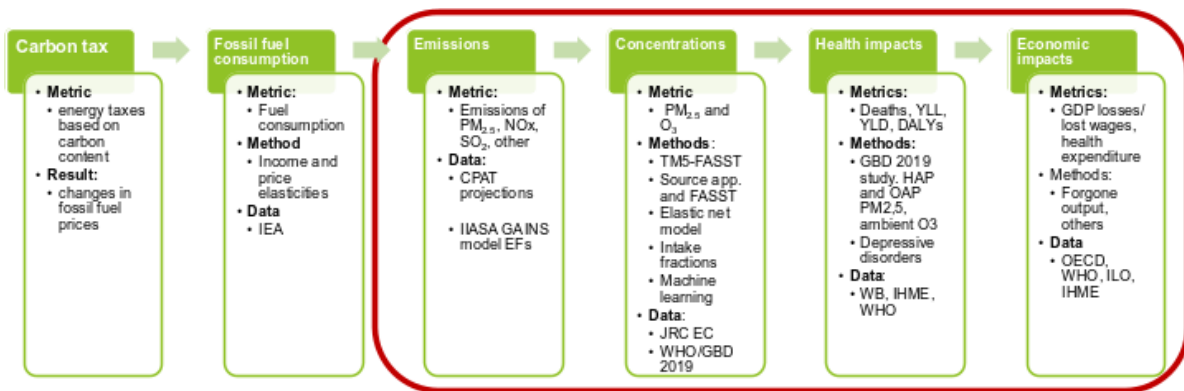 Carbon tax
• Metric
• energy taxes
based on
carbon
content
• Result:
• changes in
fossil fuel
prices
Fossil fuel
consumption
• Metric:
• Fuel
consumption
• Method
• Income and
price
elasticities
• Data
• IEA
Emissions
• Metric:
• Emissions of
PM2.5, NOx,
SO2, other
• Data:
• CPAT
projections
• IIASA GAINS
model EFs
Concentrations
• Metric
• PM2.5 and
O3
• Methods:
• TM5-FASST
• Source app.
and FASST
• Elastic net
model
• Intake
fractions
• Machine
learning
• Data:
• JRC EC
• WHO/GBD
2019
Health impacts
• Metrics:
• Deaths, YLL,
YLD, DALYs
• Methods:
• GBD 2019
study. HAP
and OAP
PM2,5,
ambient O3
• Depressive
disorders
• Data:
• WB, IHME,
WHO
Economic
impacts
• Metrics:
• GDP losses/
lost wages,
health
expenditure
• Methods:
• Forgone
output,
others
• Data
• OECD,
WHO, ILO,
IHME